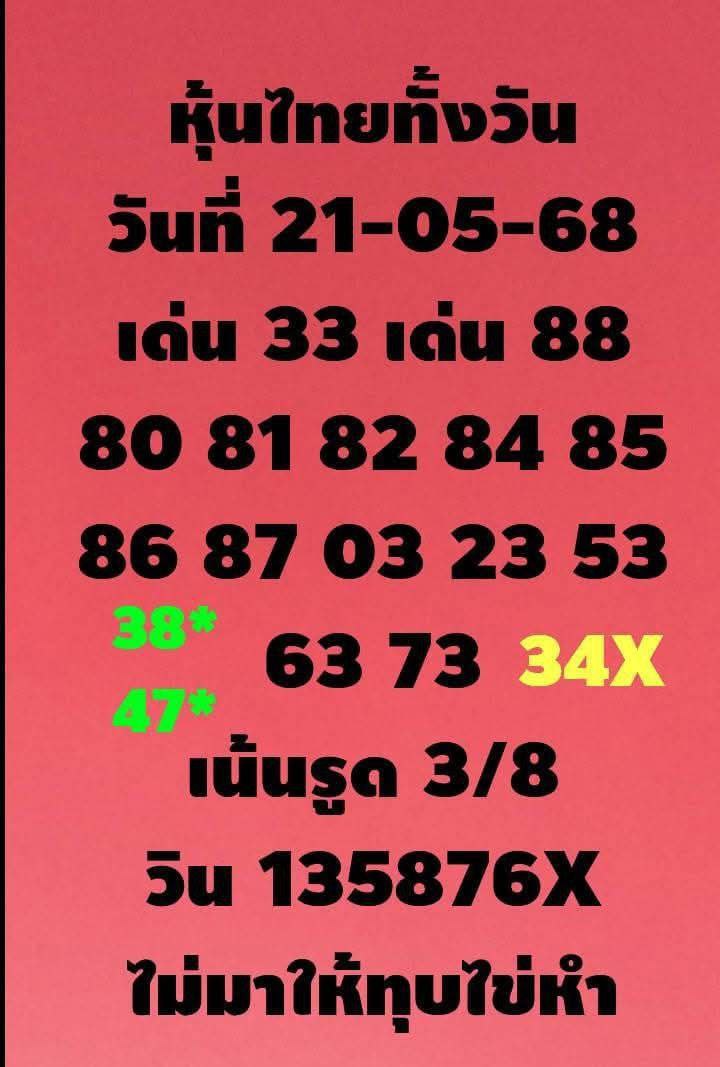 หุ้นไทยทั้งวัน
วันที่ 21-05-68
เด่น 33 เด่น 88
80 81 82 84 85
86 87 03 23 53
38*
63 73 34X
47*
เน้นรูด 3/8
วิน 135876X
ไม่มาให้ทุบไข่หำ